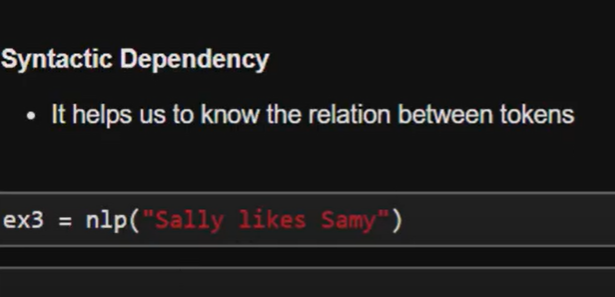 Syntactic Dependency
• It helps us to know the relation between tokens
ex3 = nlp("Sally likes Samy")